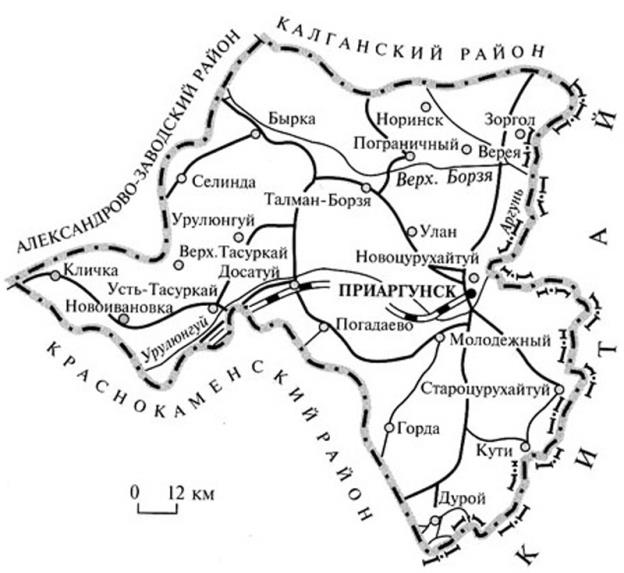 КАЛГАНСКИЙ РАЙОН
АЛЕКСАНДРОВО-ЗАВОДСКИЙ РАЙОН
КИТАЙ
Бырка
Норинск
Зоргол
Пограничный
Верея
Верх. Борзя
Селинда
Талман-Борзя
Аргунь
Урулюнгуй
Улан
Верх.Тасуркай
Новоцурухайтуй
Кличка
Досатуй
Усть-Тасуркай
ПРИАРГУНСК
Новоивановка
Урулюнгуй
Погадаево
Молодежный
КРАСНОКАМЕНСКИЙ РАЙОН
Староцурухайтуй
Горда
Кути
0 12 км
Дурой